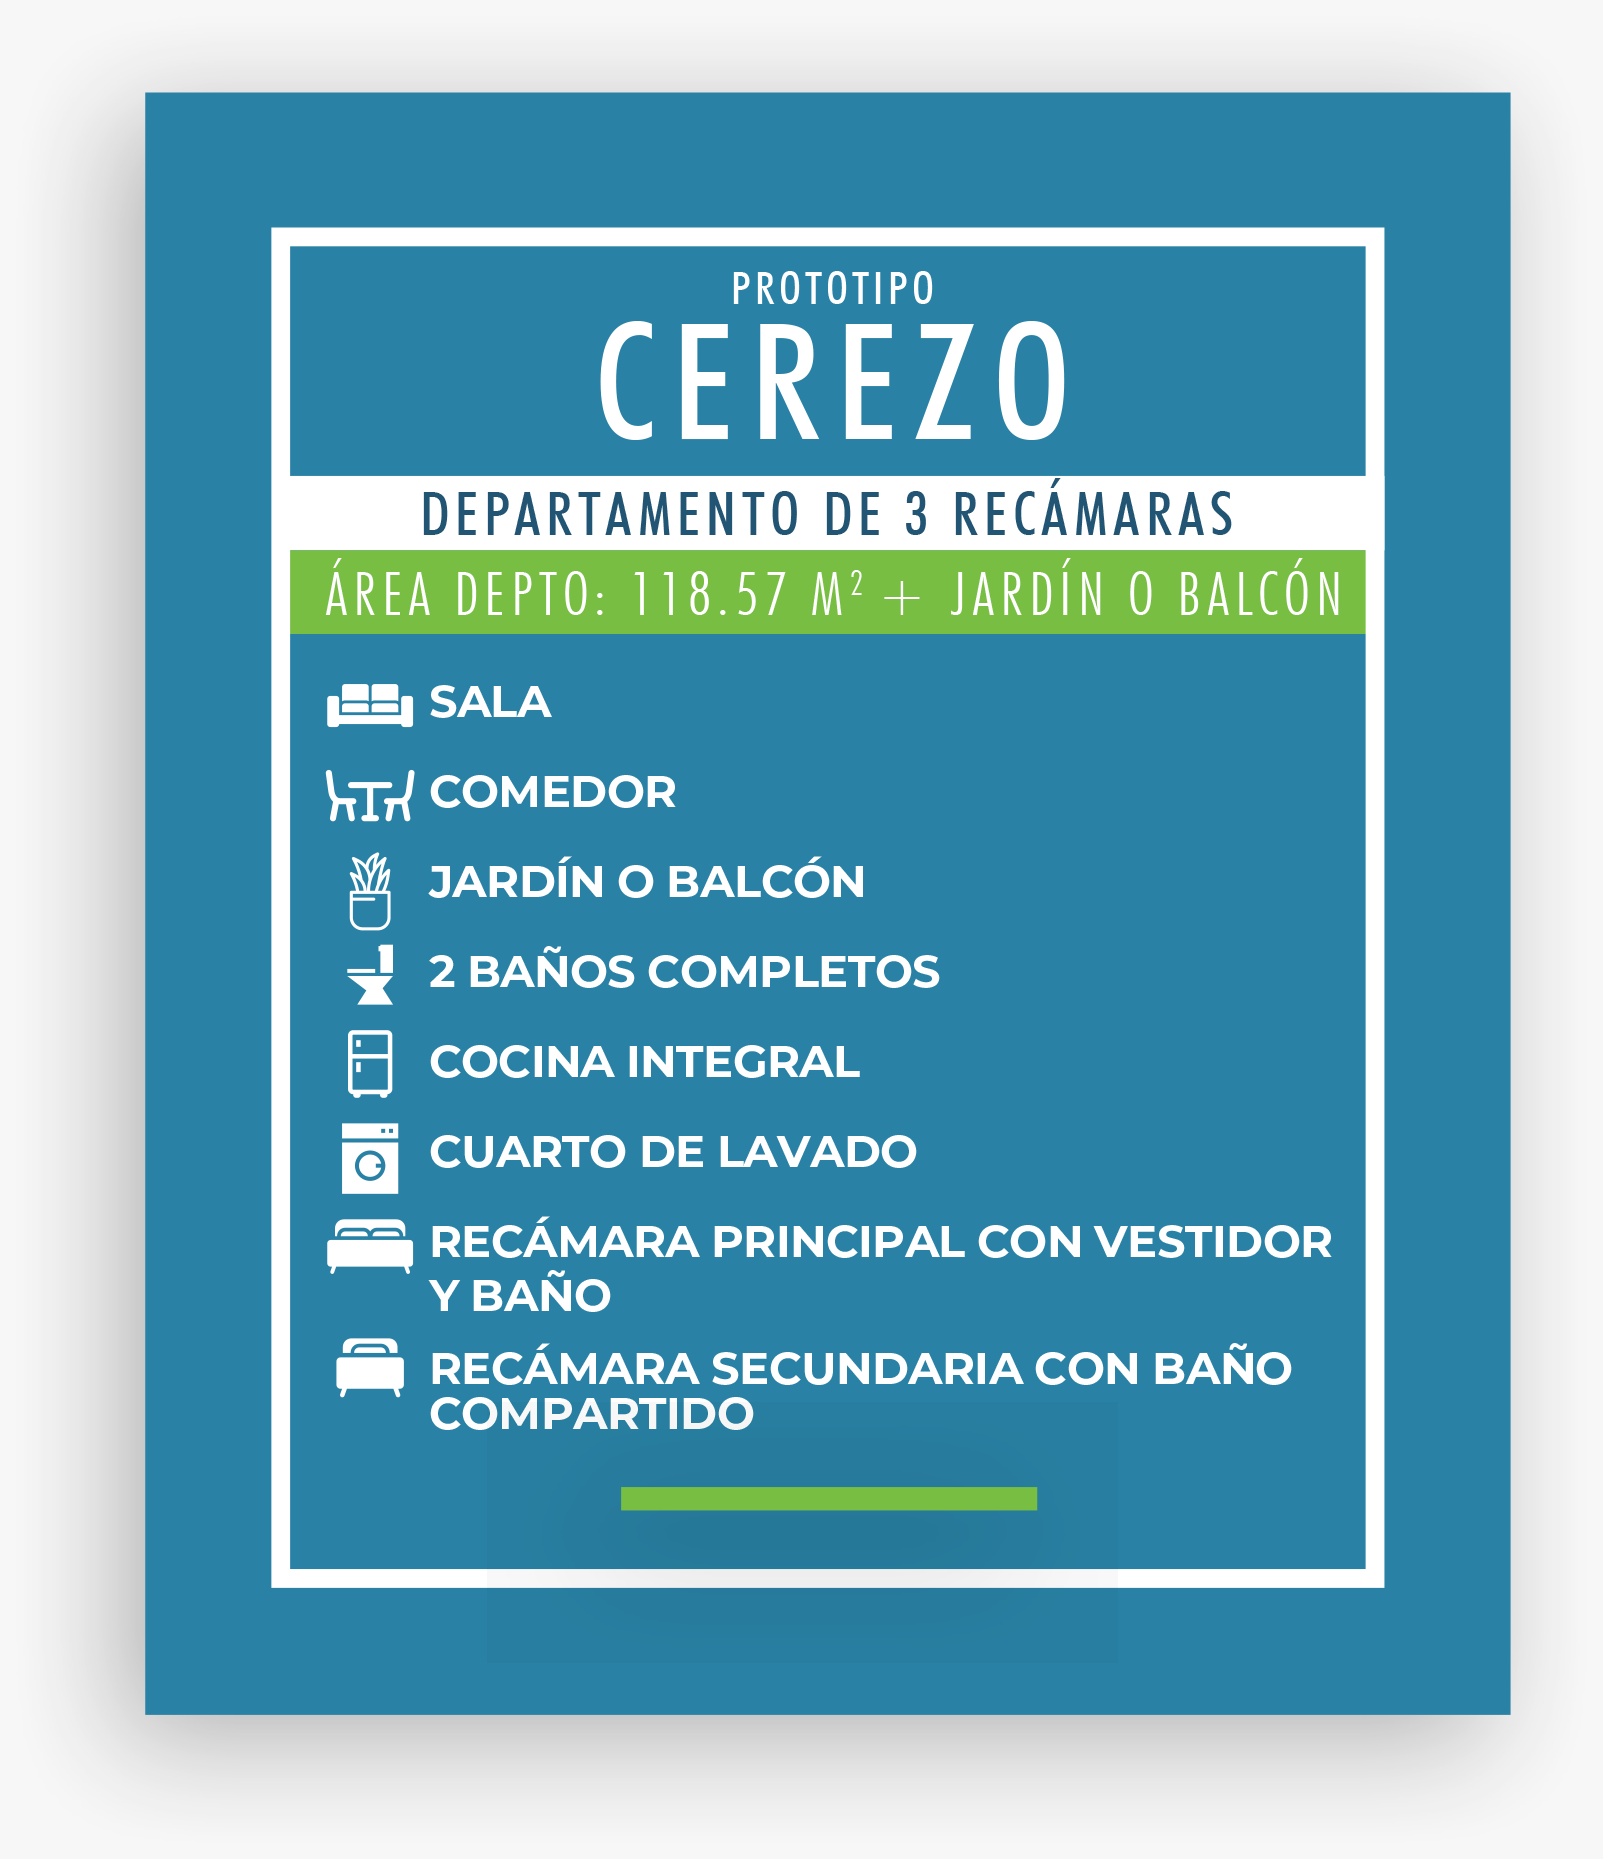 PROTOTIPO
CEREZO
DEPARTAMENTO DE 3 RECÁMARAS
ÁREA DEPTO: 118.57 M² + JARDÍN O BALCÓN
SALA
COMEDOR
JARDÍN O BALCÓN
2 BAÑOS COMPLETOS
COCINA INTEGRAL
CUARTO DE LAVADO
RECÁMARA PRINCIPAL CON VESTIDOR
Y BAÑO
RECÁMARA SECUNDARIA CON BAÑO
COMPARTIDO